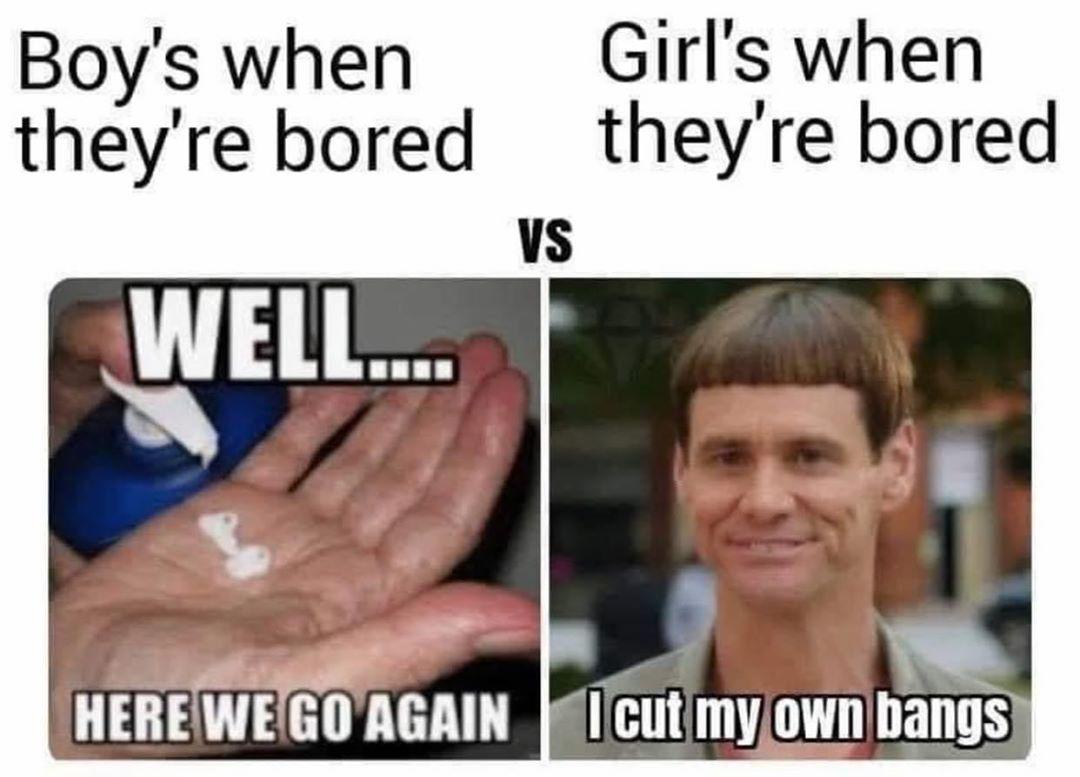 Boy's when
they're bored
Girl's when
they're bored
VS
WELL....
HERE WE GO AGAIN
I cut my own bangs